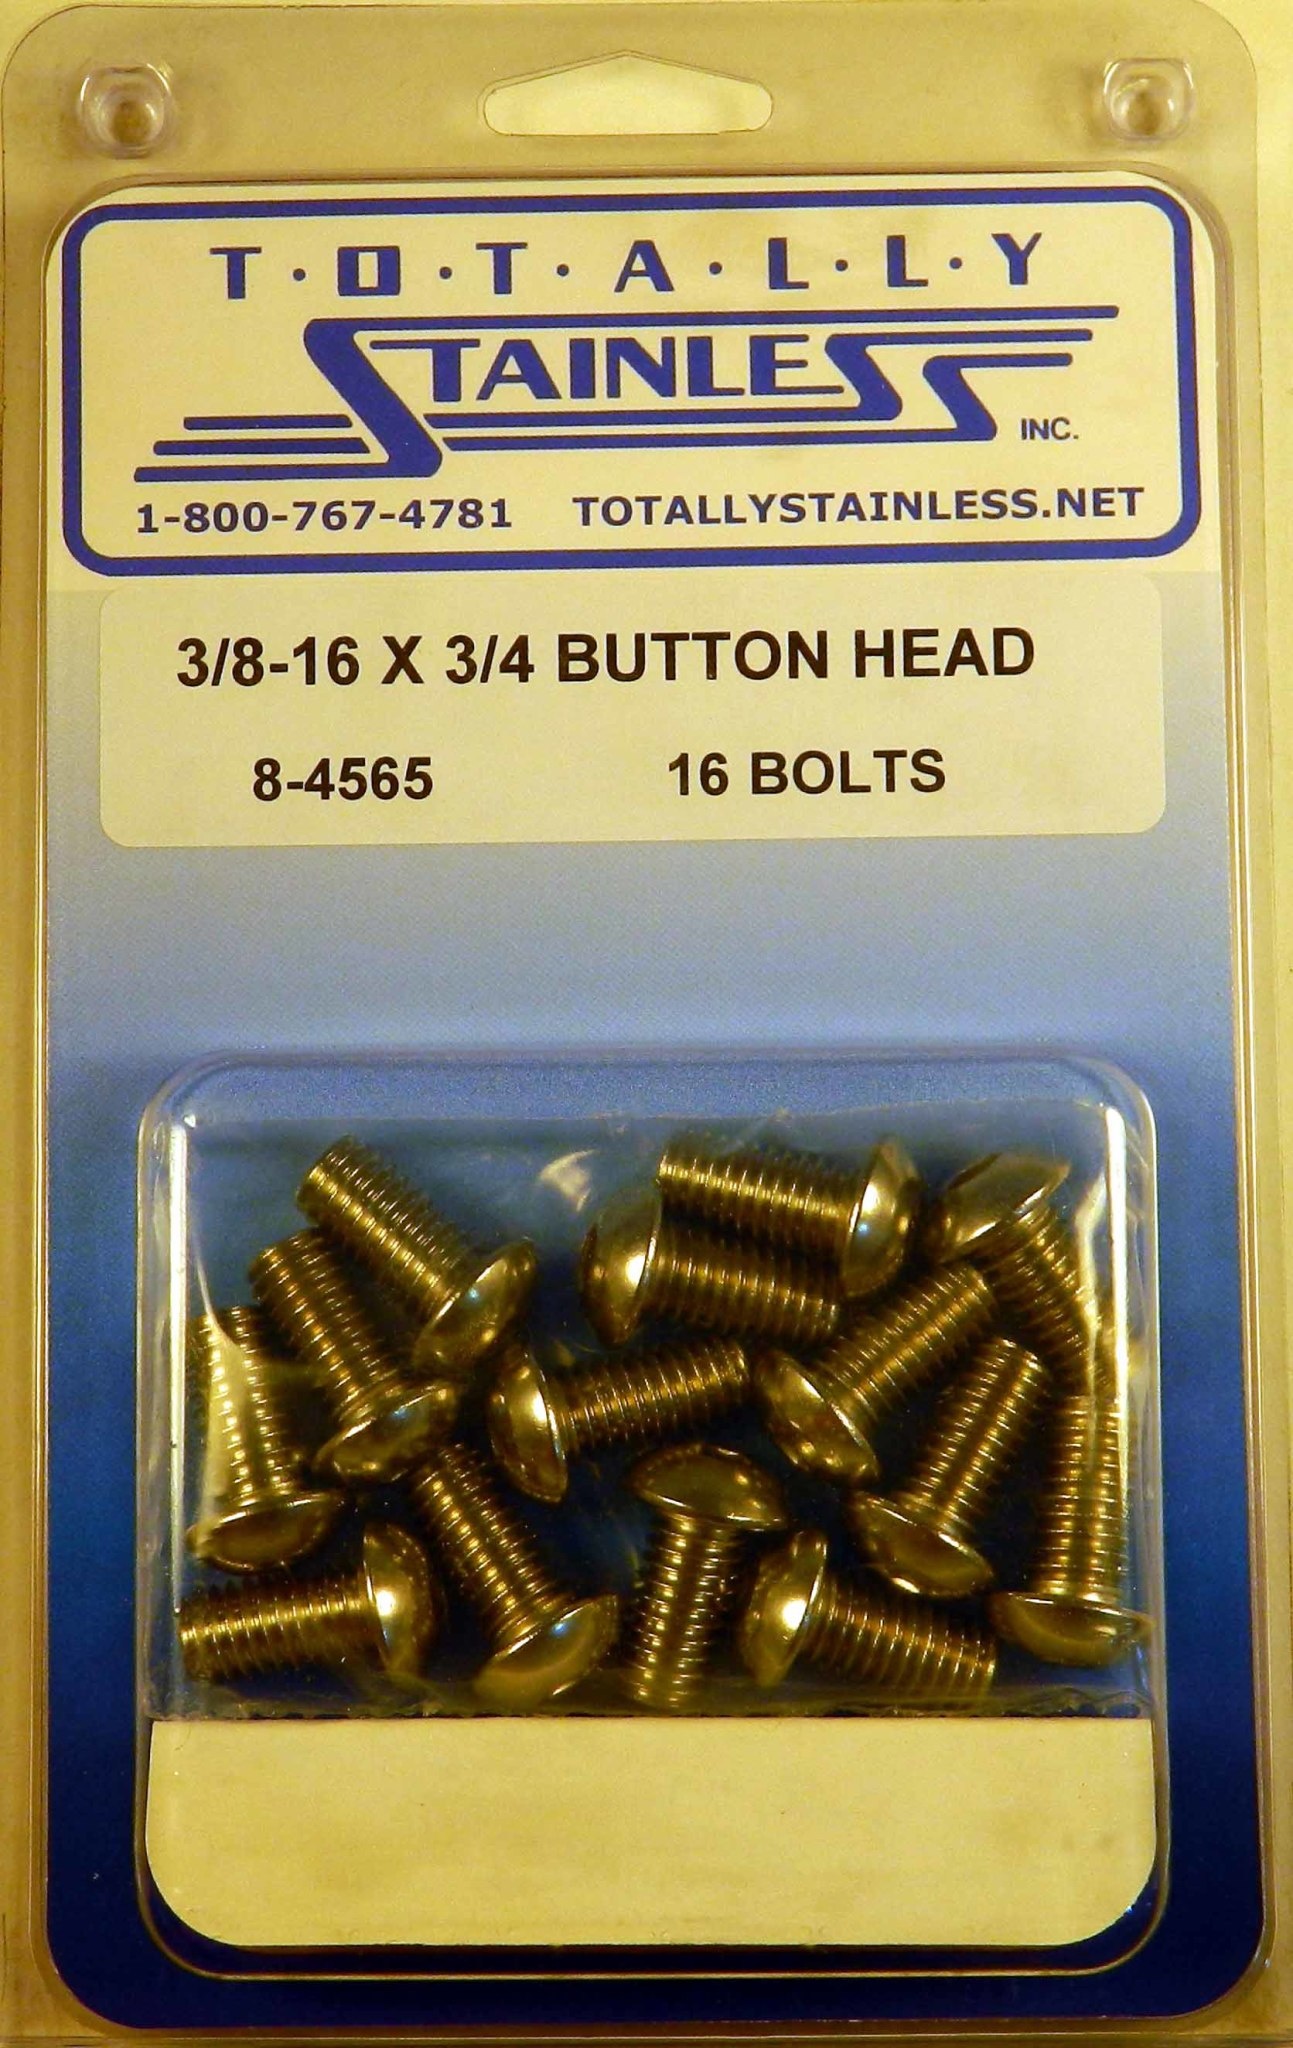 T·O·T·A·L·L·Y
STAINLESS INC.
1-800-767-4781 TOTALLYSTAINLESS.NET
3/8-16 X 3/4 BUTTON HEAD
8-4565 16 BOLTS